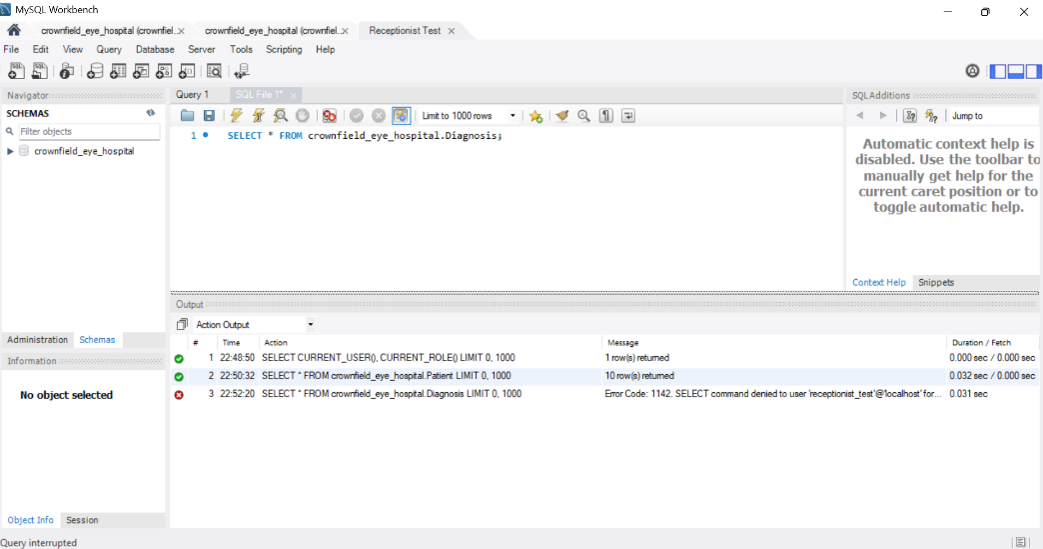 MySQL Workbench
crownfield_eye_hospital (crownfiel..× crownfield_eye_hospital (crownfiel..× Receptionist Test ×
File Edit View Query Database Server Tools Scripting Help
Navigator Query 1 SQL File 1* × SQLAdditions
SCHEMAS Limit to 1000 rows Jump to
Filter objects
1 SELECT * FROM crownfield_eye_hospital.Diagnosis;
crownfield_eye_hospital
Automatic context help is
disabled. Use the toolbar to
manually get help for the
current caret position or to
toggle automatic help.
Context Help Snippets
Output
Action Output
Administration Schemas
# Time Action Message Duration / Fetch
Information
1 22:48:50 SELECT CURRENT_USER(), CURRENT_ROLE() LIMIT 0, 1000 1 row(s) returned 0.000 sec / 0.000 sec
2 22:50:32 SELECT * FROM crownfield_eye_hospital.Patient LIMIT 0, 1000 10 row(s) returned 0.032 sec / 0.000 sec
3 22:52:20 SELECT * FROM crownfield_eye_hospital.Diagnosis LIMIT 0, 1000 Error Code: 1142. SELECT command denied to user 'receptionist_test'@'localhost' for... 0.031 sec
No object selected
Object Info Session
Query interrupted